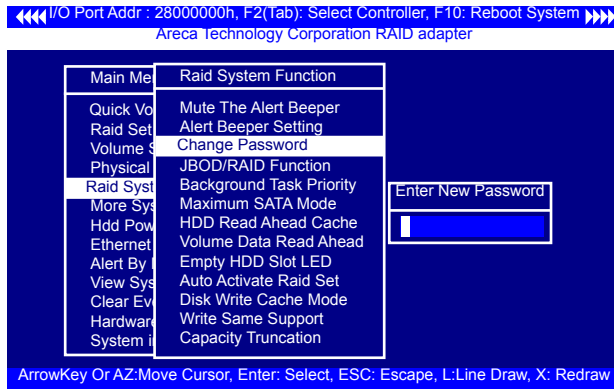 I/O Port Addr : 28000000h, F2(Tab): Select Controller, F10: Reboot System
Areca Technology Corporation RAID adapter
Main Me
Quick Vo
Raid Set
Volume S
Physical
Raid Syst
More Sys
Hdd Pow
Ethernet
Alert By
View Sys
Clear Ev
Hardware
System i
Raid System Function
Mute The Alert Beeper
Alert Beeper Setting
Change Password
JBOD/RAID Function
Background Task Priority
Maximum SATA Mode
HDD Read Ahead Cache
Volume Data Read Ahead
Empty HDD Slot LED
Auto Activate Raid Set
Disk Write Cache Mode
Write Same Support
Capacity Truncation
Enter New Password
ArrowKey Or AZ:Move Cursor, Enter: Select, ESC: Escape, L:Line Draw, X: Redraw